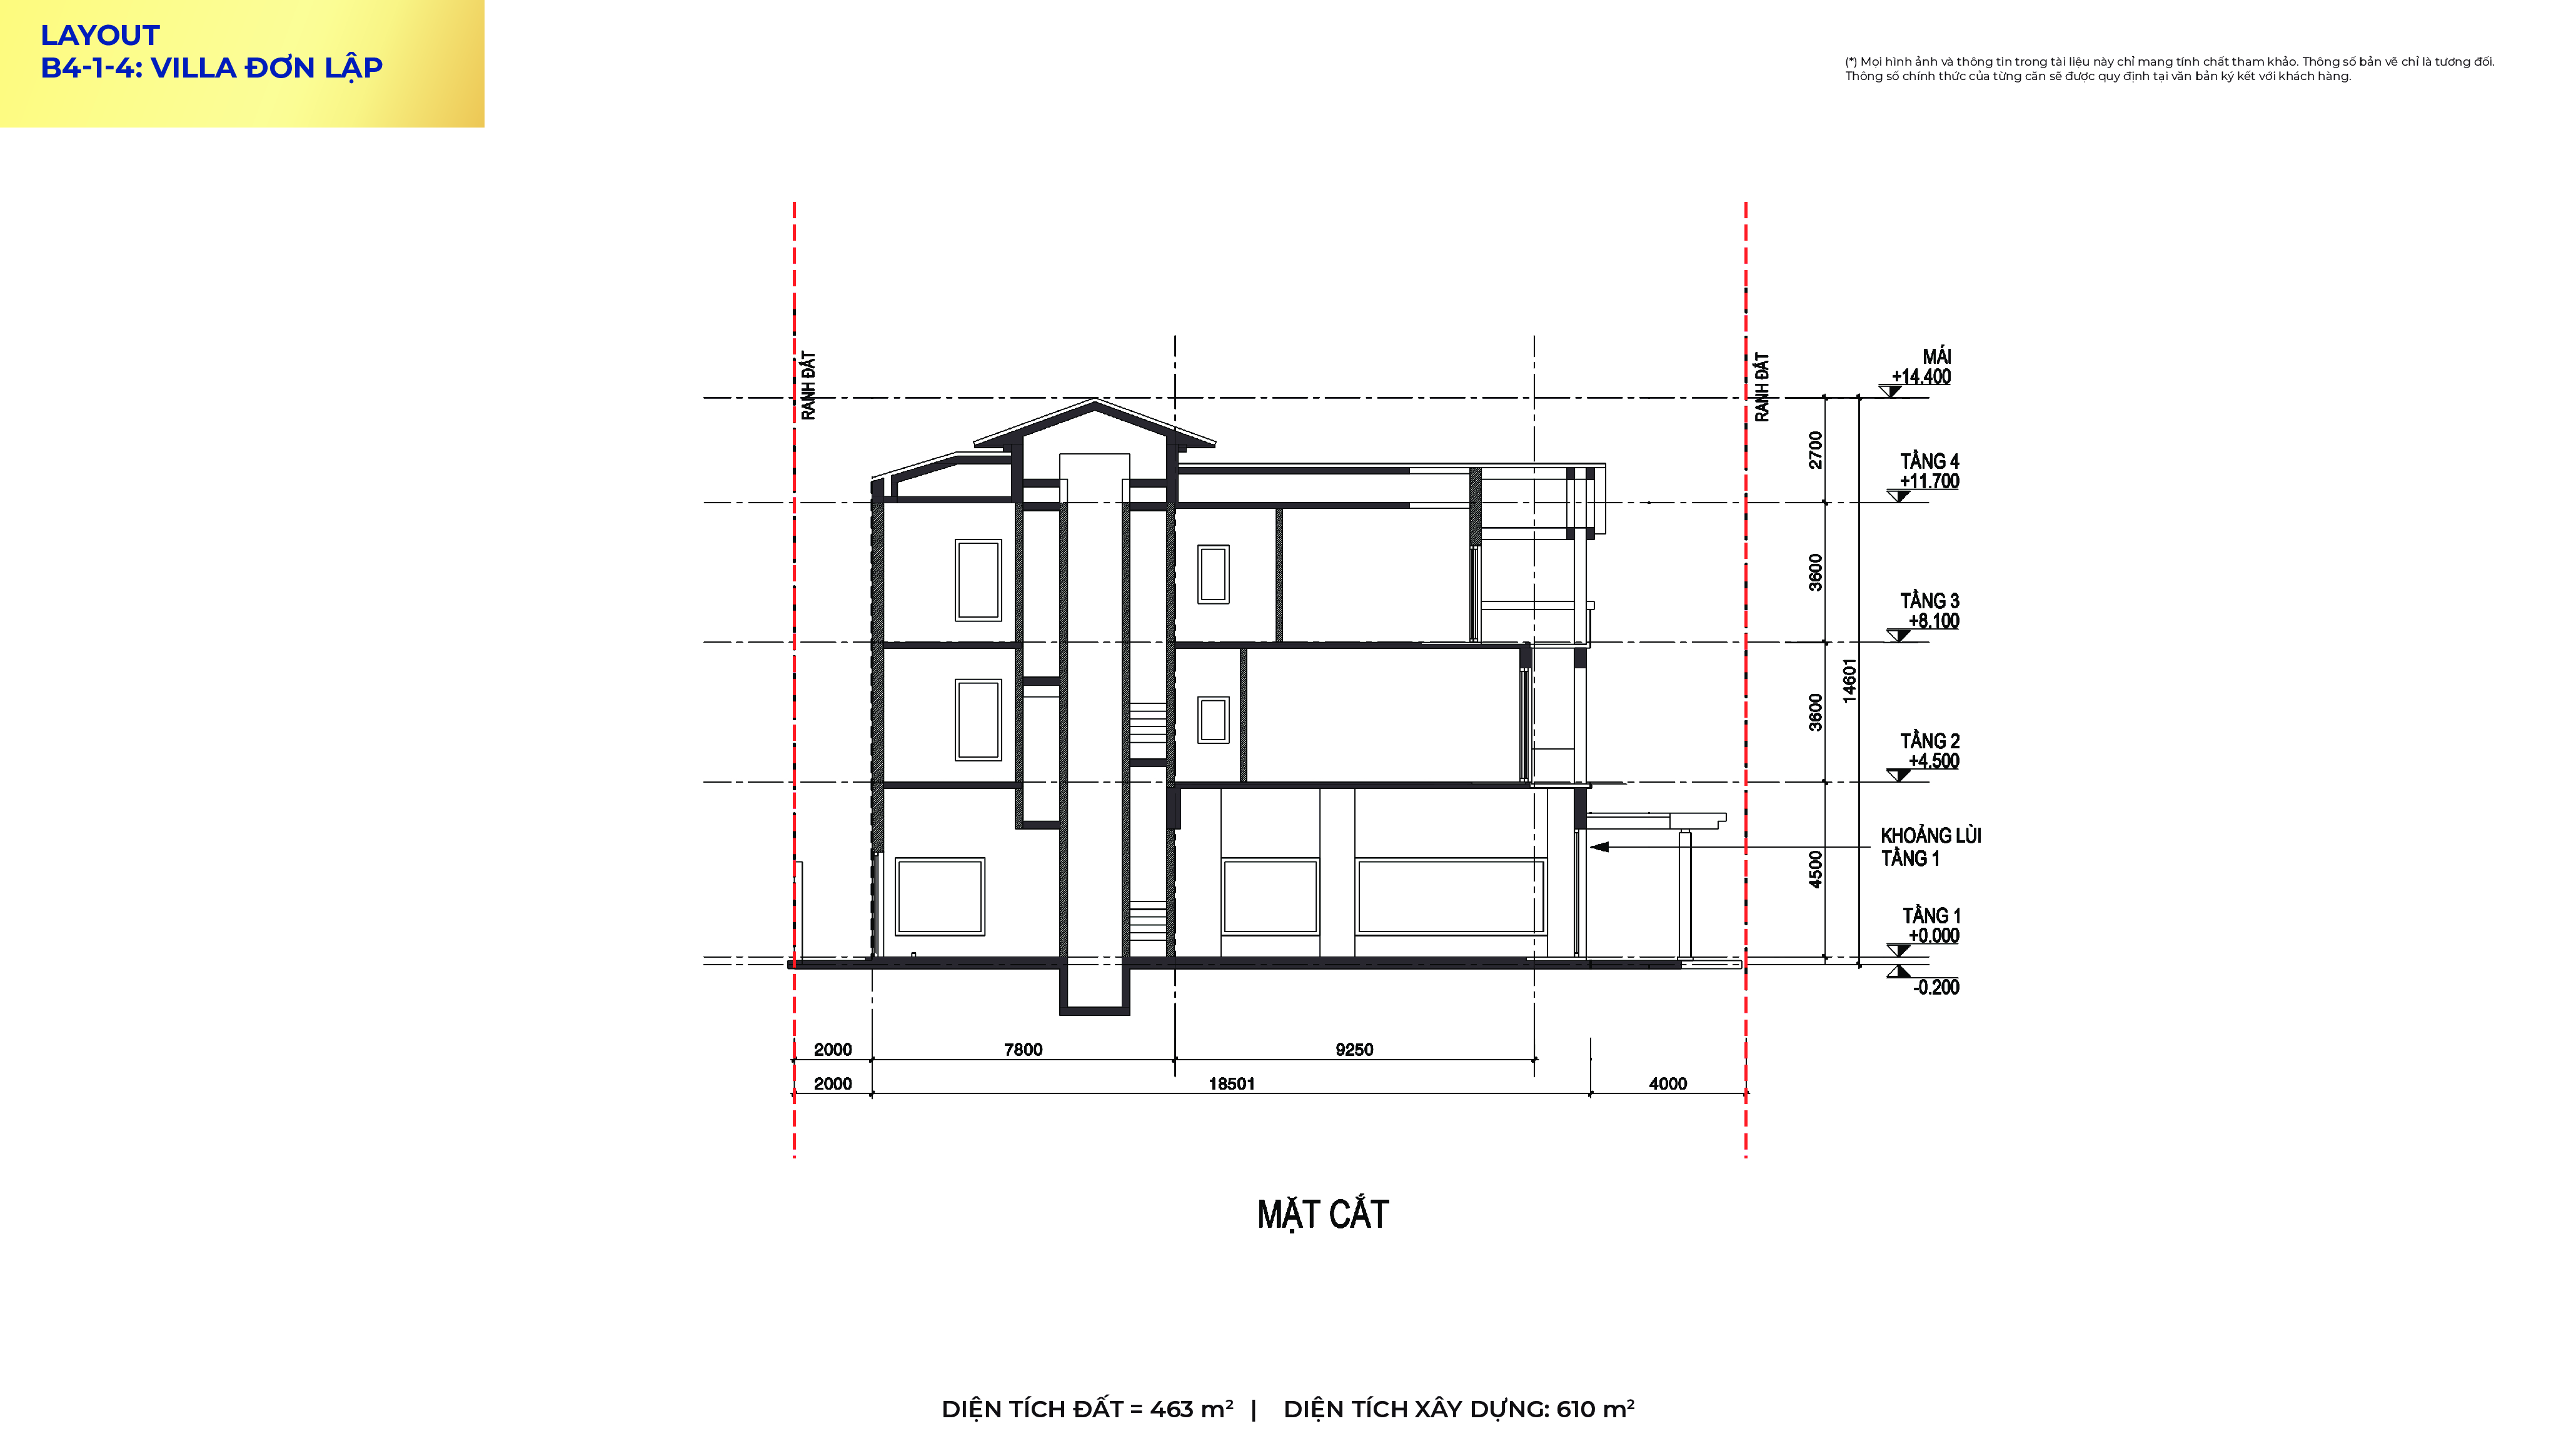 LAYOUT
B4-1-4: VILLA ĐƠN LẬP
(*) Mọi hình ảnh và thông tin trong tài liệu này chỉ mang tính chất tham khảo. Thông số bản vẽ chỉ là tương đối.
Thông số chính thức của từng căn sẽ được quy định tại văn bản ký kết với khách hàng.
RANH ĐẤT
RANH ĐẤT
MÁI
+14.400
2700
TẦNG 4
+11.700
3600
TẦNG 3
+8.100
14601
3600
TẦNG 2
+4.500
KHOẢNG LÙI
TẦNG 1
4500
TẦNG 1
+0.000
-0.200
2000 7800 9250
2000 18501 4000
MẶT CẮT
DIỆN TÍCH ĐẤT = 463 m² | DIỆN TÍCH XÂY DỰNG: 610 m²